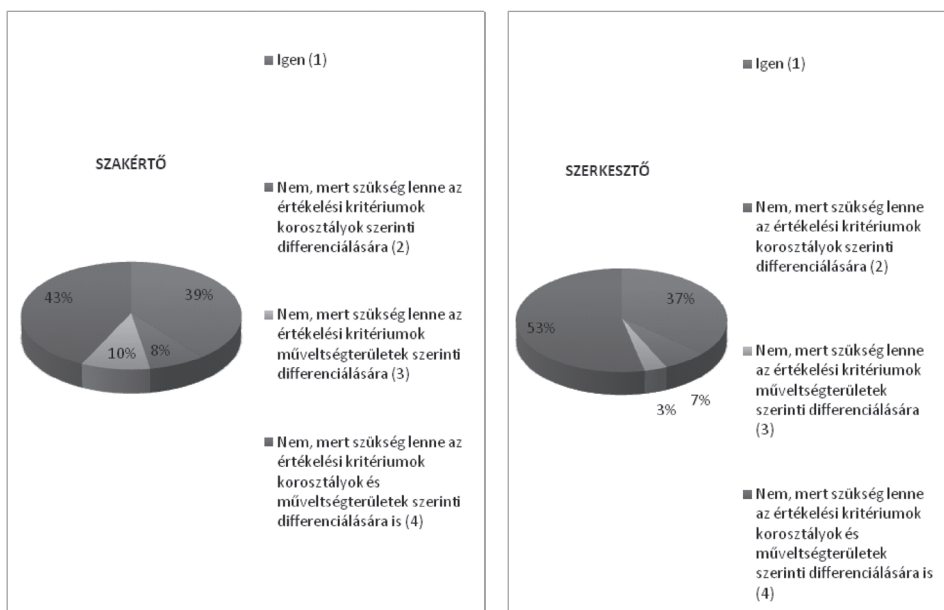 SZAKÉRTŐ
43%
39%
10%
8%
Igen (1)
Nem, mert szükség lenne az
értékelési kritériumok
korosztályok szerinti
differenciálására (2)
Nem, mert szükség lenne az
értékelési kritériumok
műveltségterületek szerinti
differenciálására (3)
Nem, mert szükség lenne az
értékelési kritériumok
korosztályok és
műveltségterületek szerinti
differenciálására is (4)
SZERKESZTŐ
53%
37%
3%
7%
Igen (1)
Nem, mert szükség lenne
az értékelési kritériumok
korosztályok szerinti
differenciálására (2)
Nem, mert szükség lenne
az értékelési kritériumok
műveltségterületek
szerinti differenciálására
(3)
Nem, mert szükség lenne
az értékelési kritériumok
korosztályok és
műveltségterületek
szerinti differenciálására is
(4)